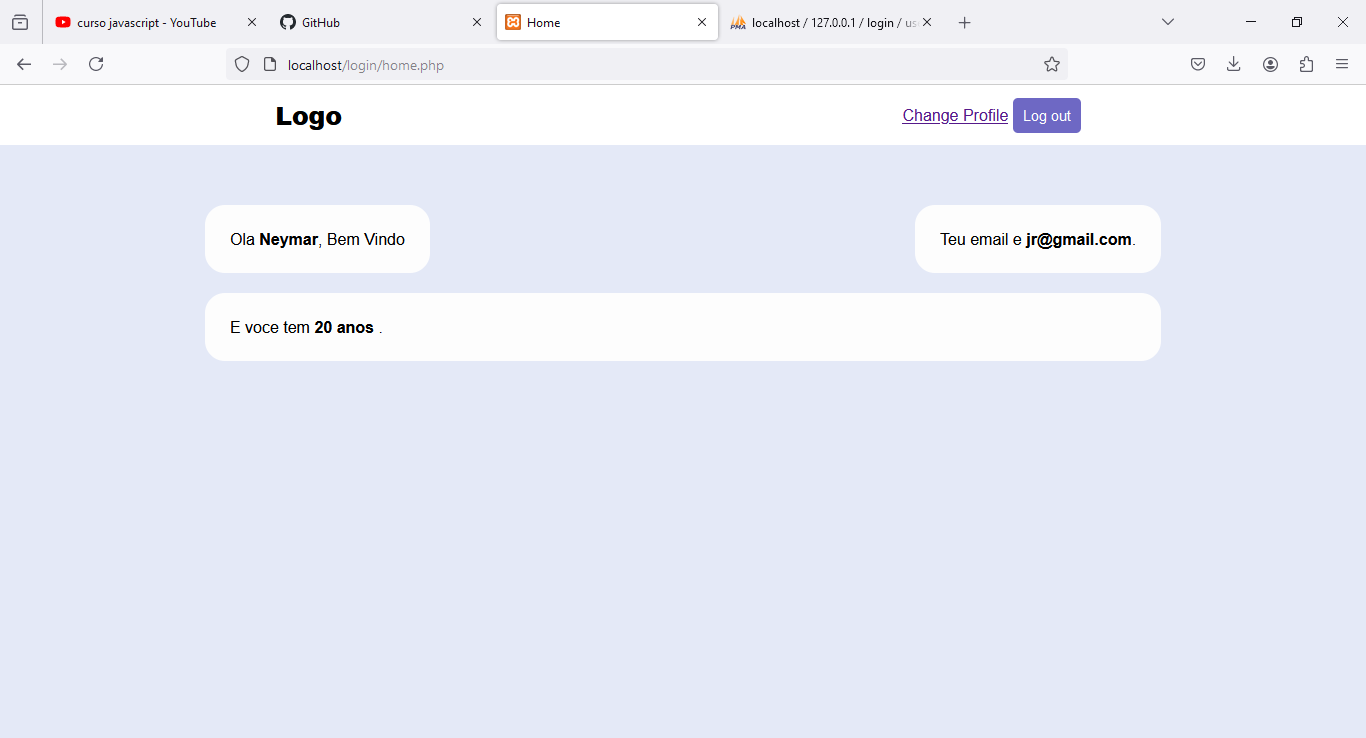 curso javascript - YouTube
GitHub
Home
PMA
localhost / 127.0.0.1 / login / us
localhost/login/home.php
Logo
Change Profile
Log out
Ola Neymar, Bem Vindo
Teu email e jr@gmail.com.
E voce tem 20 anos .